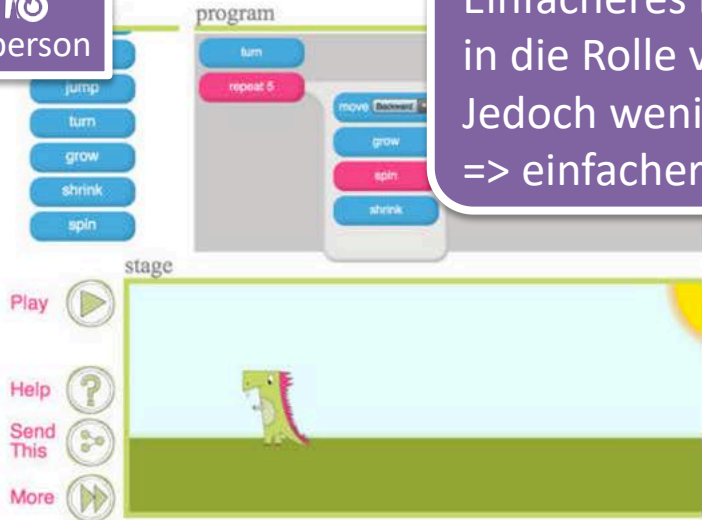 person
program
Einfacheres
in die Rolle
Jedoch
=> einfacher
jump
turn
grow
shrink
spin
turn
repeat 5
move Backward
grow
spin
shrink
stage
Play
Help
Send
This
More